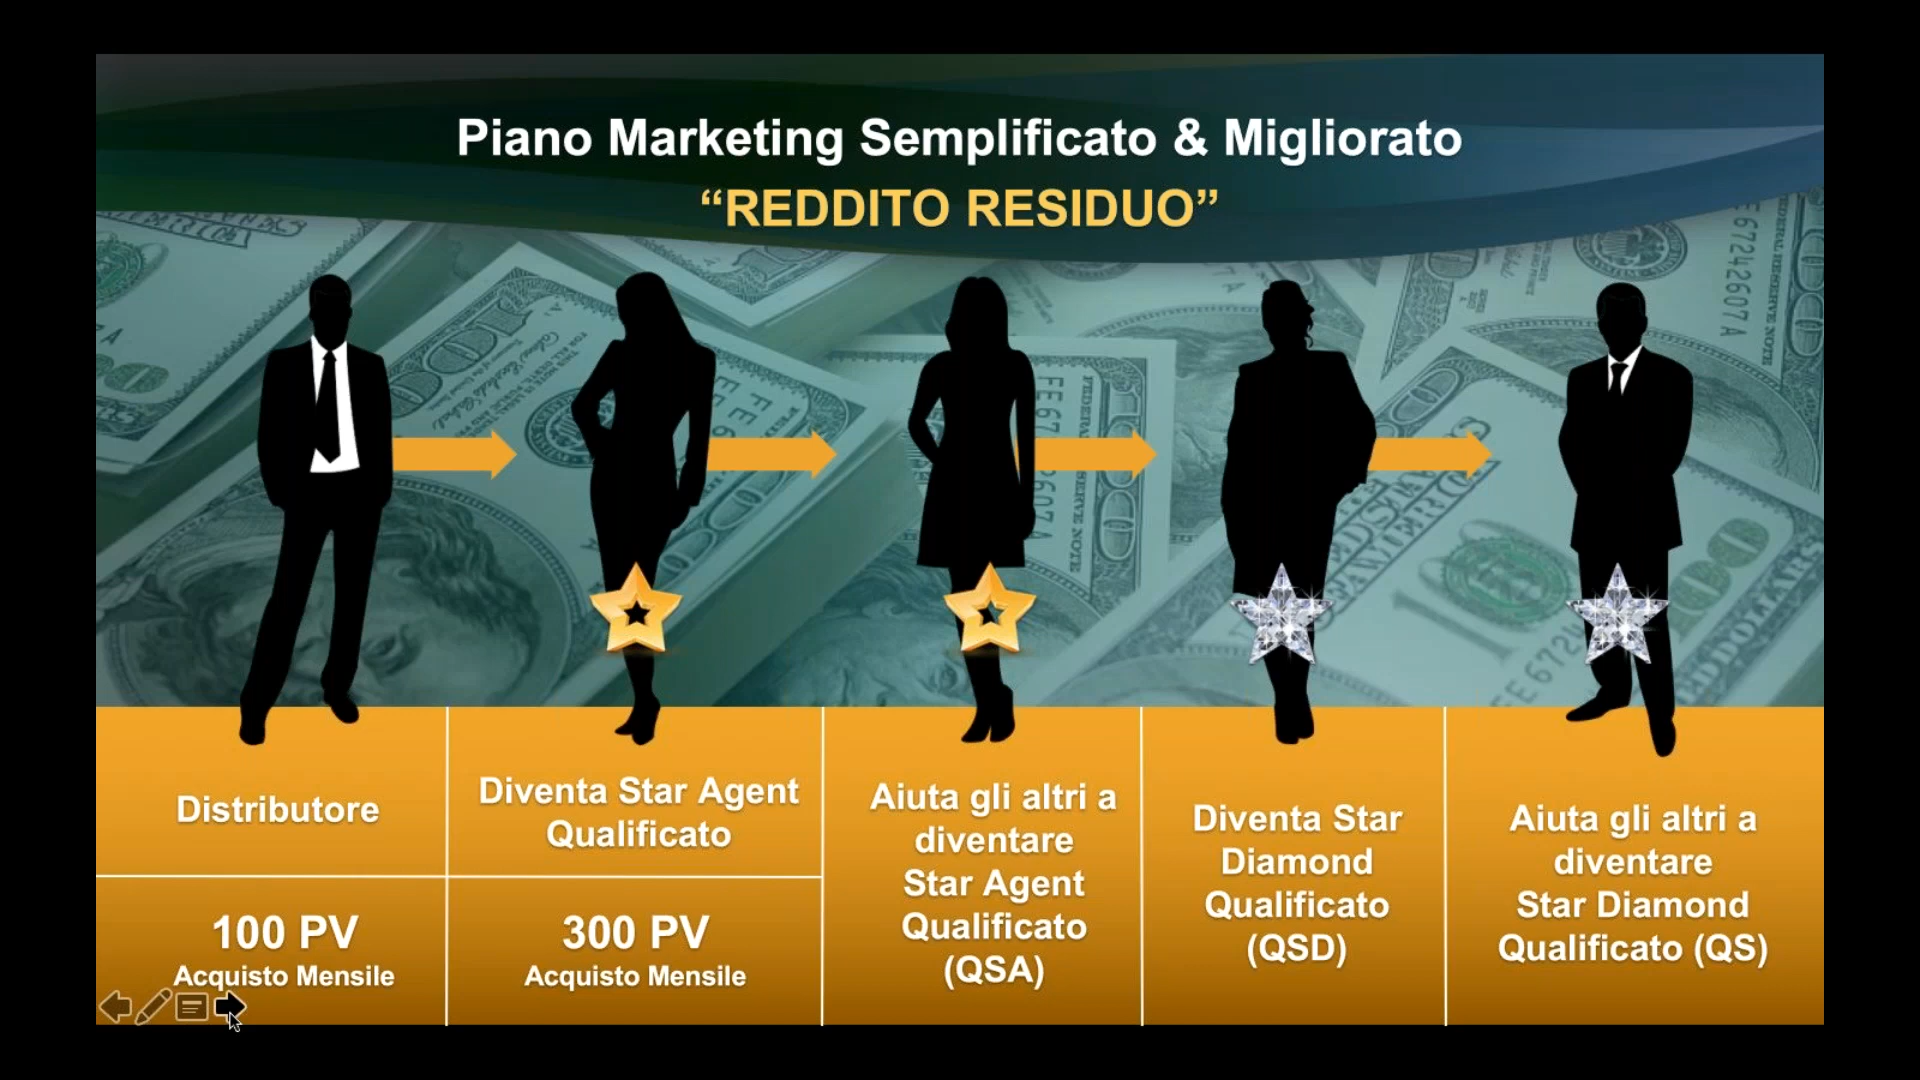 Piano Marketing Semplificato & Migliorato
“REDDITO RESIDUO”
Distributore
100 PV
Acquisto Mensile
Diventa Star Agent
Qualificato
300 PV
Acquisto Mensile
Aiuta gli altri a
diventare
Star Agent
Qualificato
(QSA)
Diventa Star
Diamond
Qualificato
(QSD)
Aiuta gli altri a
diventare
Star Diamond
Qualificato (QS)